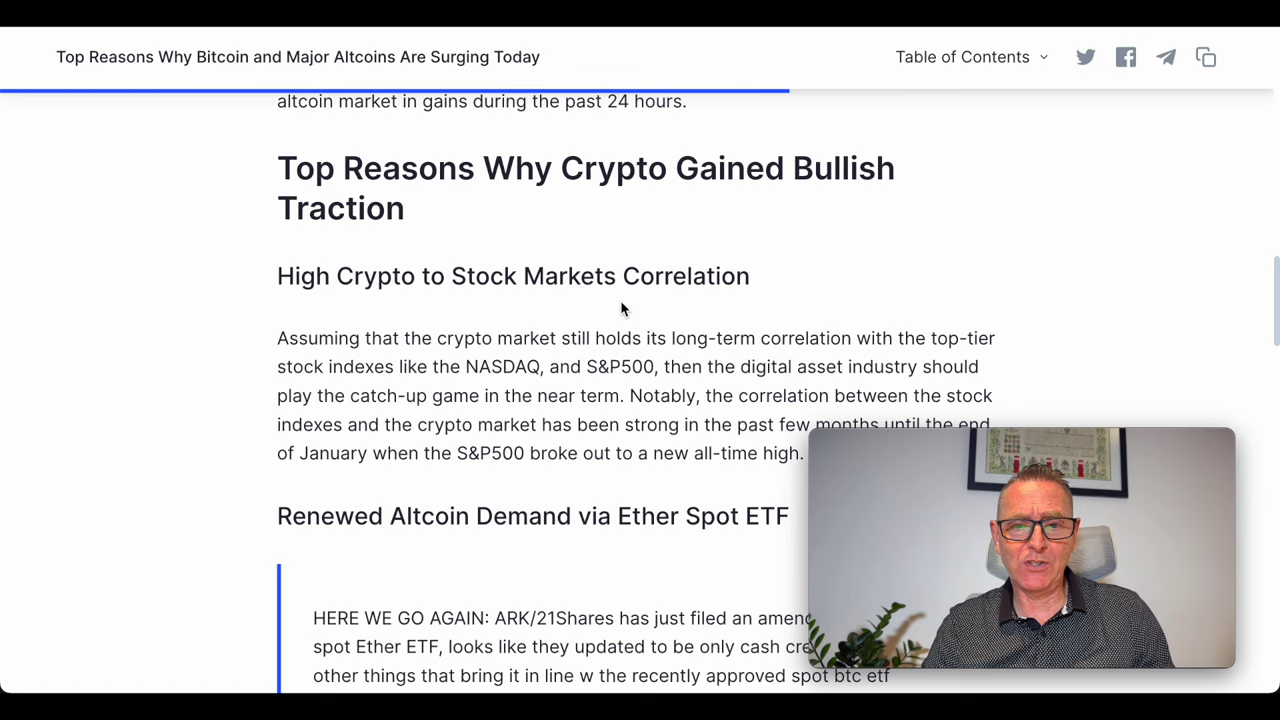 Top Reasons Why Bitcoin and Major Altcoins Are Surging Today
Table of Contents
altcoin market in gains during the past 24 hours.
Top Reasons Why Crypto Gained Bullish
Traction
High Crypto to Stock Markets Correlation
Assuming that the crypto market still holds its long-term correlation with the top-tier
stock indexes like the NASDAQ, and S&P500, then the digital asset industry should
play the catch-up game in the near term. Notably, the correlation between the stock
indexes and the crypto market has been strong in the past few months until the end
of January when the S&P500 broke out to a new all-time high.
Renewed Altcoin Demand via Ether Spot ETF
HERE WE GO AGAIN: ARK/21Shares has just filed an
spot Ether ETF, looks like they updated to be only cash
other things that bring it in line w the recently approved spot btc etf